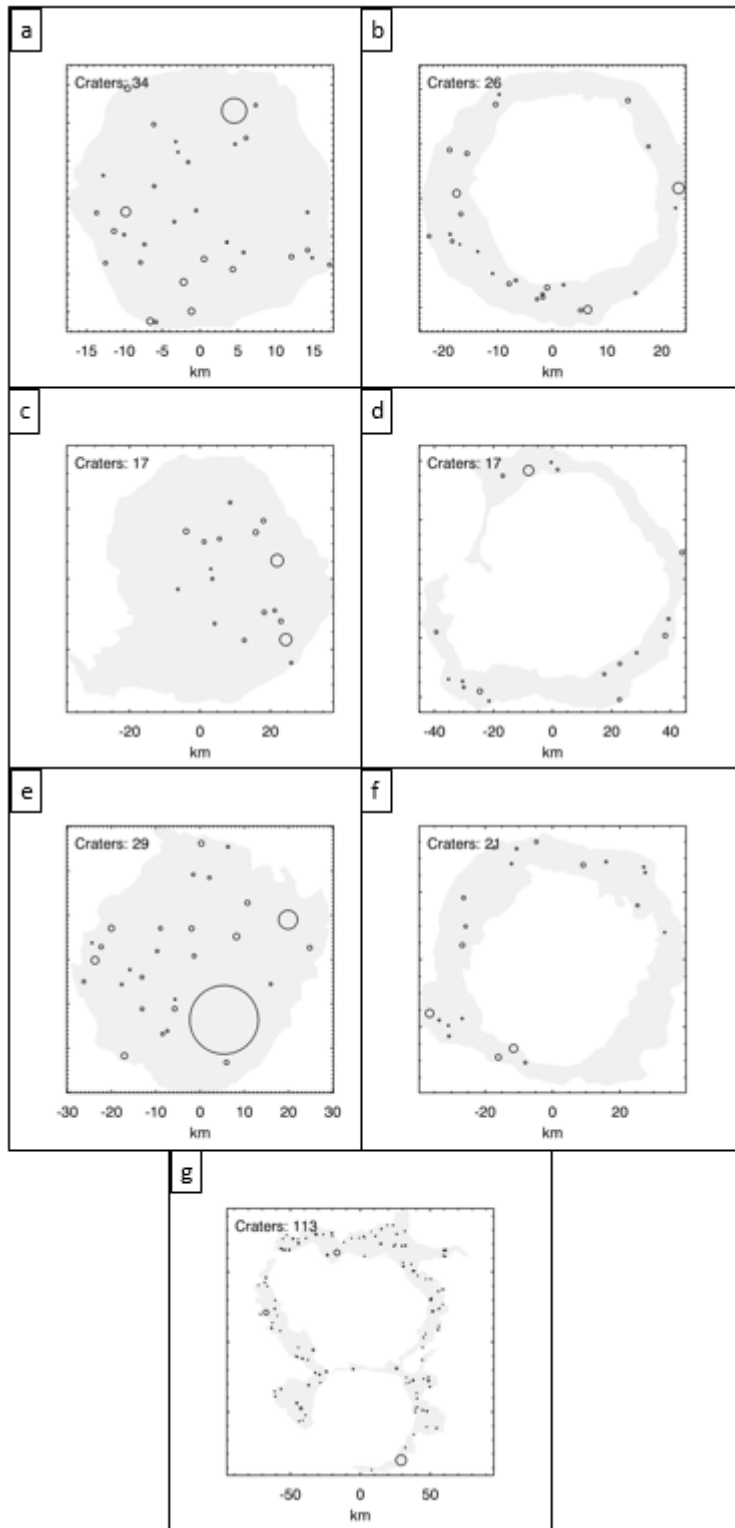 a
Craters: 34
-15 -10 -5 0 5 10 15
km
b
Craters: 26
-20 -10 0 10 20
km
c
Craters: 17
-20 0 20
km
d
Craters: 17
-40 -20 0 20 40
km
e
Craters: 29
-30 -20 -10 0 10 20 30
km
f
Craters: 21
-20 0 20
km
g
Craters: 113
-50 0 50
km